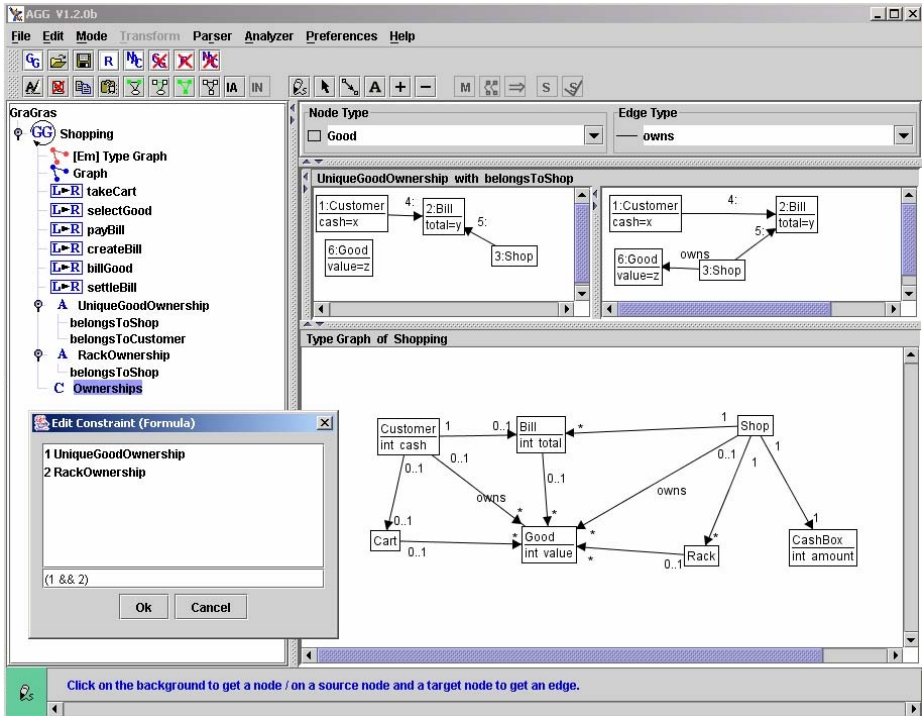 AGG V1.2.0b
File Edit Mode Transform Parser Analyzer Preferences Help
GG R NAC
IA IN A + − M S S
GraGras
GG Shopping
[Em] Type Graph
Graph
L R takeCart
L R selectGood
L R payBill
L R createBill
L R billGood
L R settleBill
A UniqueGoodOwnership
belongsToShop
belongsToCustomer
A RackOwnership
belongsToShop
C Ownerships
Node Type
Good
Edge Type
owns
UniqueGoodOwnership with belongsToShop
1:Customer
cash=x
4:
2:Bill
total=y
5:
6:Good
value=z
3:Shop
1:Customer
cash=x
4:
2:Bill
total=y
5:
6:Good
value=z
owns
3:Shop
Type Graph of Shopping
Customer
int cash
1
0..1
Bill
int total
*
1
Shop
0..1
0..1
0..1
0..1
1
1
owns
owns
0..1
*
*
*
*
1
Cart
0..1
*
Good
int value
*
0..1
Rack
CashBox
int amount
Edit Constraint (Formula)
1 UniqueGoodOwnership
2 RackOwnership
(1 && 2)
Ok Cancel
Click on the background to get a node / on a source node and a target node to get an edge.